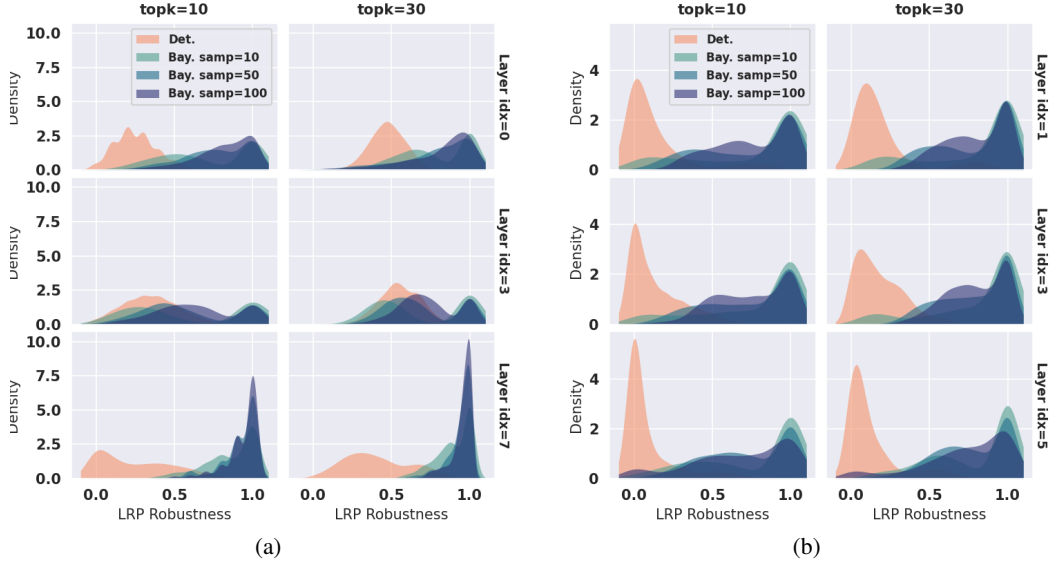 topk=10
topk=30
10.0
7.5
5.0
2.5
0.0
Density
Det.
Bay. samp=10
Bay. samp=50
Bay. samp=100
Layer idx=0
10.0
7.5
5.0
2.5
0.0
Density
Layer idx=3
10.0
7.5
5.0
2.5
0.0
Density
Layer idx=7
0.0
0.5
1.0
0.0
0.5
1.0
LRP Robustness
LRP Robustness
(a)
topk=10
topk=30
4
2
0
Density
Det.
Bay. samp=10
Bay. samp=50
Bay. samp=100
Layer idx=1
4
2
0
Density
Layer idx=3
4
2
0
Density
Layer idx=5
0.0
0.5
1.0
0.0
0.5
1.0
LRP Robustness
LRP Robustness
(b)